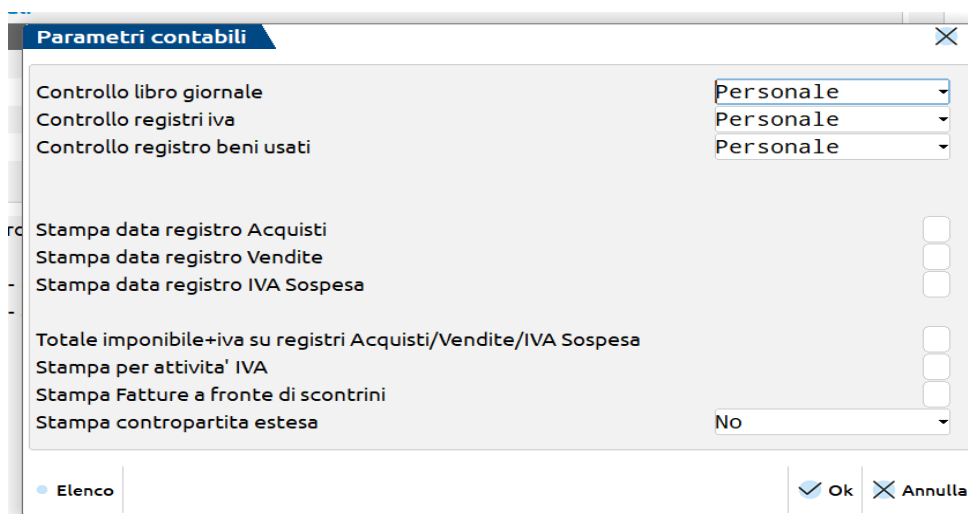 Parametri contabili
Controllo libro giornale Personale
Controllo registri iva Personale
Controllo registro beni usati Personale
Stampa data registro Acquisti
Stampa data registro Vendite
Stampa data registro IVA Sospesa
Totale imponibile+iva su registri Acquisti/Vendite/IVA Sospesa
Stampa per attivita' IVA
Stampa Fatture a fronte di scontrini
Stampa contropartita estesa No
Elenco Ok Annulla